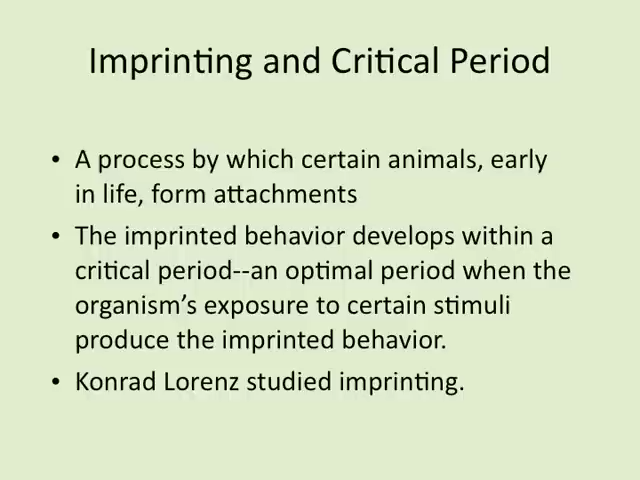 Imprinting and Critical Period
• A process by which certain animals, early
in life, form attachments
• The imprinted behavior develops within a
critical period--an optimal period when the
organism’s exposure to certain stimuli
produce the imprinted behavior.
• Konrad Lorenz studied imprinting.